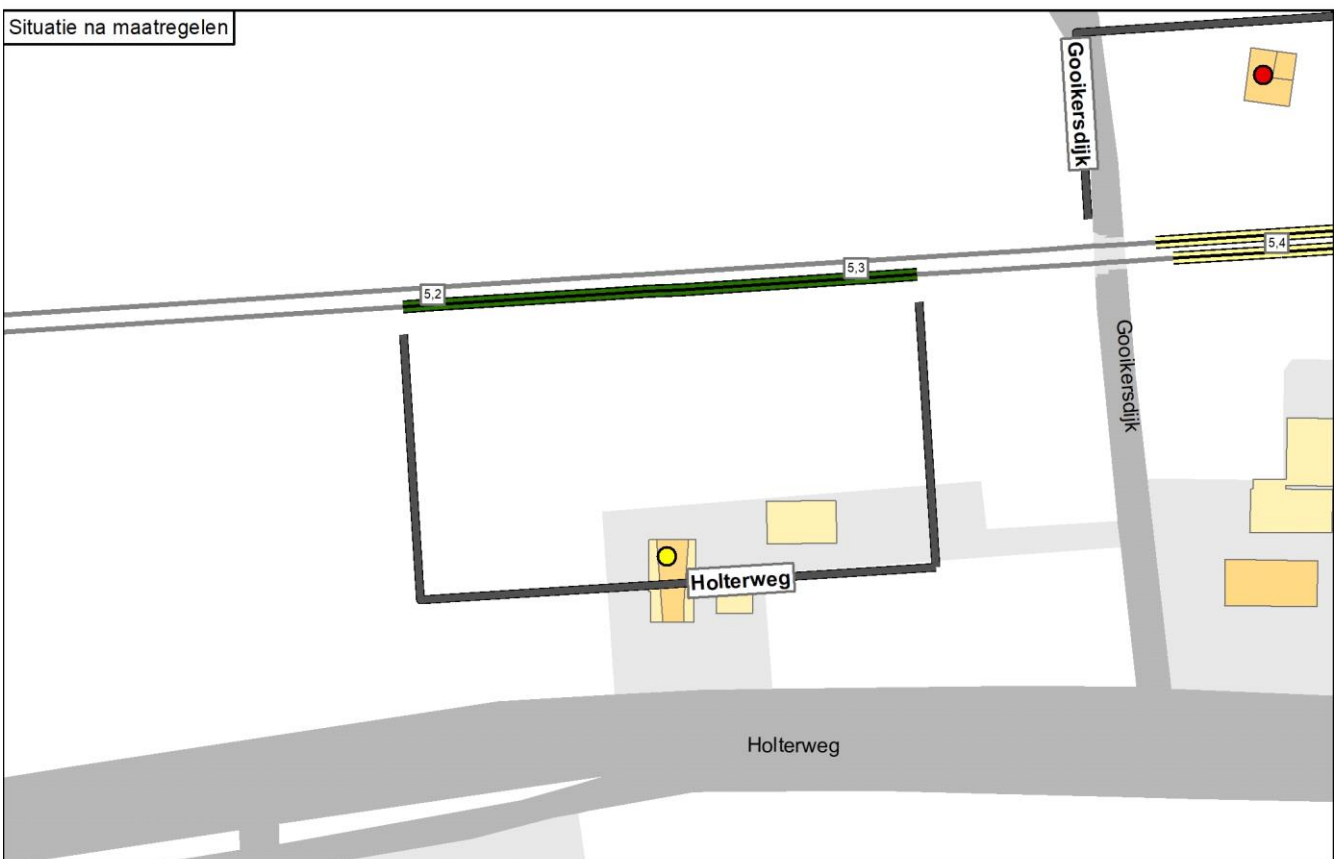 Situatie na maatregelen
Gooikersdijk
5,4
5,3
5,2
Gooikersdijk
Holterweg
Holterweg